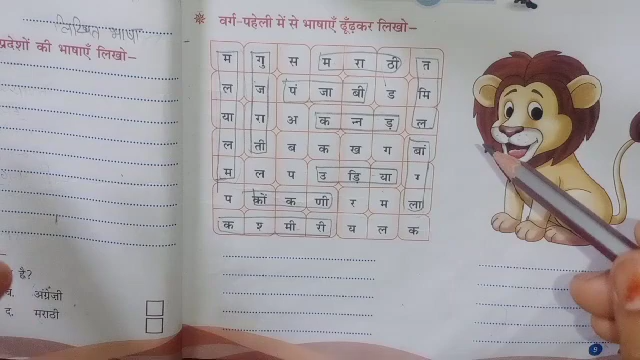 लिखित भाषा
प्रदेशों की भाषाएँ लिखो–
है?
अंग्रेज़ी
द. मराठी
* वर्ग-पहेली में से भाषाएँ ढूँढ़कर लिखो–
म गु स म रा ठी त
ल ज पं जा बी ड मि
या रा अ क न्न ड़ ल
ल ती ब क ख ग बां
म ल प उ ड़ि या ग
प कों क णी र म ला
क श मी री य ल क
9